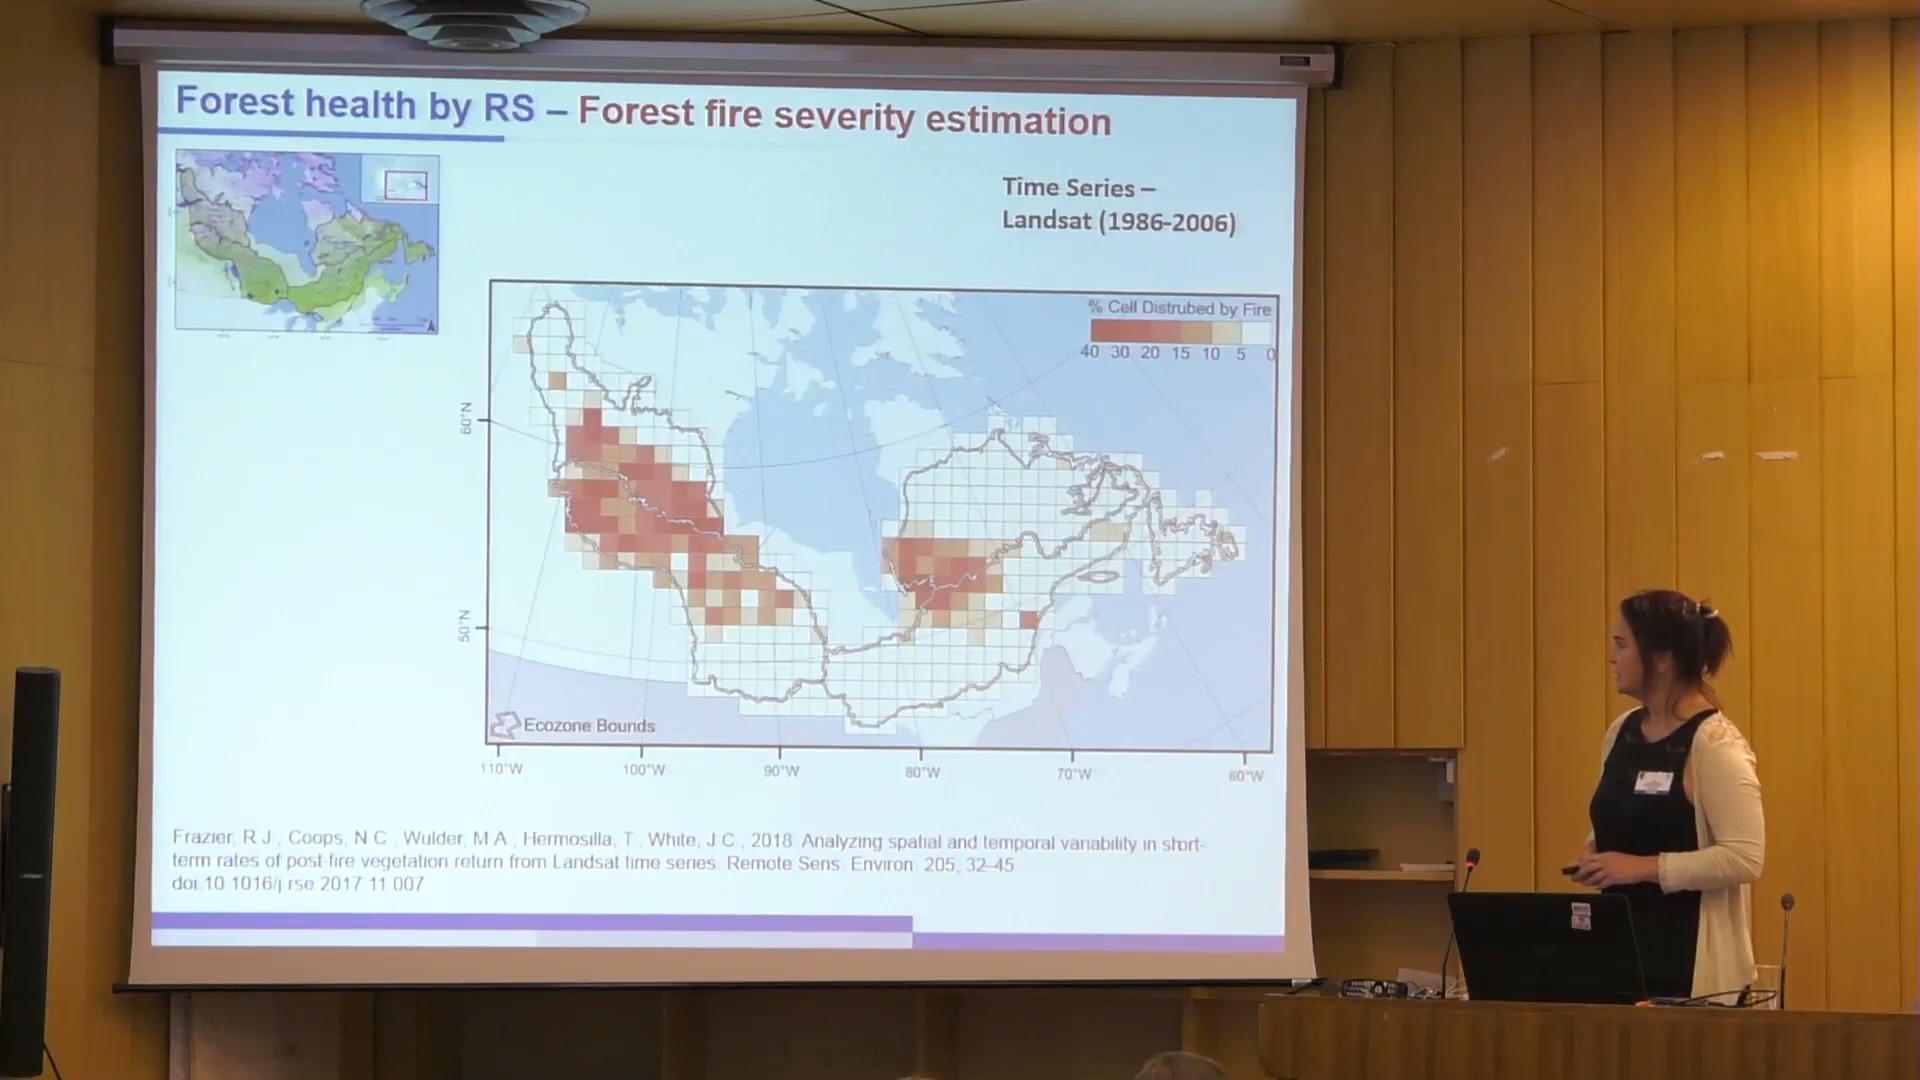 Forest health by RS – Forest fire severity estimation
Time Series –
Landsat (1986-2006)
% Cell Distrubed by Fire
40 30 20 15 10 5 0
60°N
50°N
Ecozone Bounds
110°W 100°W 90°W 80°W 70°W 60°W
Frazier, R.J., Coops, N.C., Wulder, M.A., Hermosilla, T., White, J.C., 2018. Analyzing spatial and temporal variability in short-
term rates of post-fire vegetation return from Landsat time series. Remote Sens. Environ. 205, 32–45.
doi:10.1016/j.rse.2017.11.007